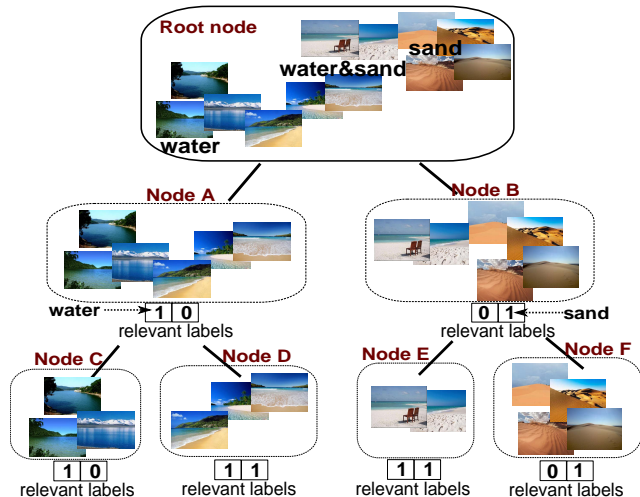 Root node
sand
water&sand
water
Node A
Node B
water
1 0
0 1
sand
relevant labels
relevant labels
Node C
Node D
Node E
Node F
1 0
1 1
1 1
0 1
relevant labels
relevant labels
relevant labels
relevant labels